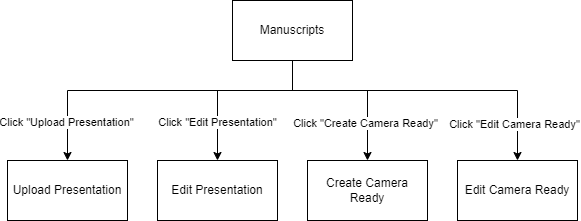 Manuscripts
Click "Upload Presentation"
Click "Edit Presentation"
Click "Create Camera Ready"
Click "Edit Camera Ready"
Upload Presentation
Edit Presentation
Create Camera
Ready
Edit Camera Ready